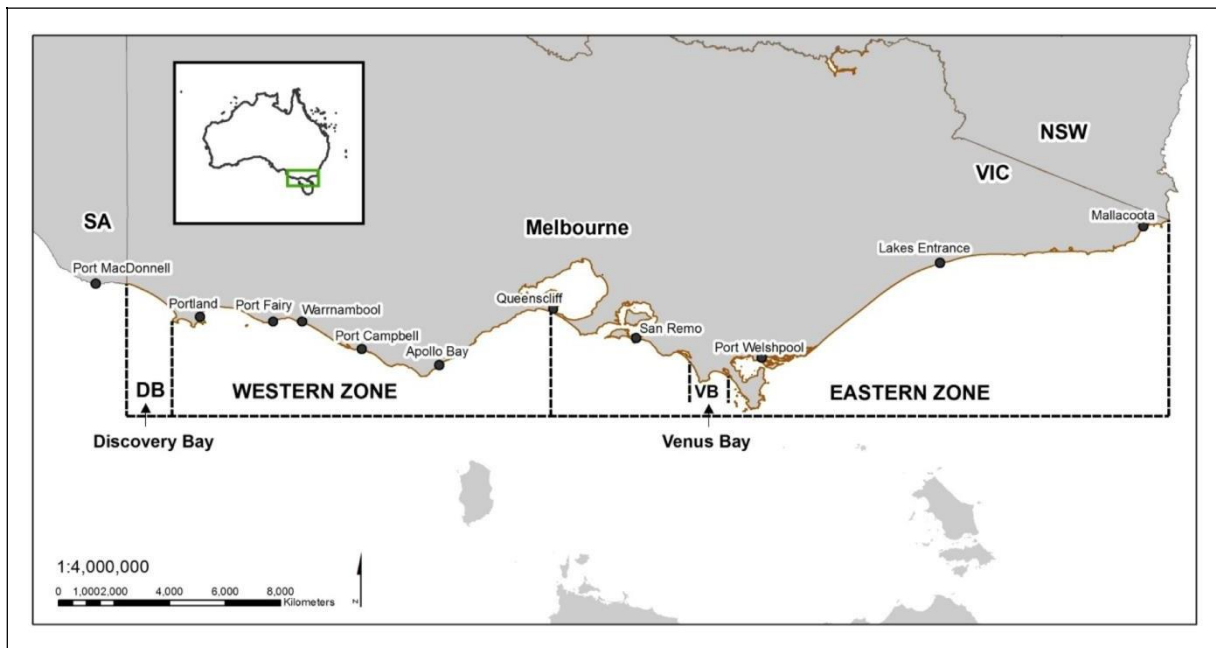 NSW
VIC
Mallacoota
SA
Melbourne
Lakes Entrance
Port MacDonnell
Portland
Port Fairy
Warrnambool
Queenscliff
San Remo
Port Campbell
Apollo Bay
Port Welshpool
DB
WESTERN ZONE
VB
EASTERN ZONE
Discovery Bay
Venus Bay
1:4,000,000
0 1,0002,000 4,000 6,000 8,000
Kilometers
N